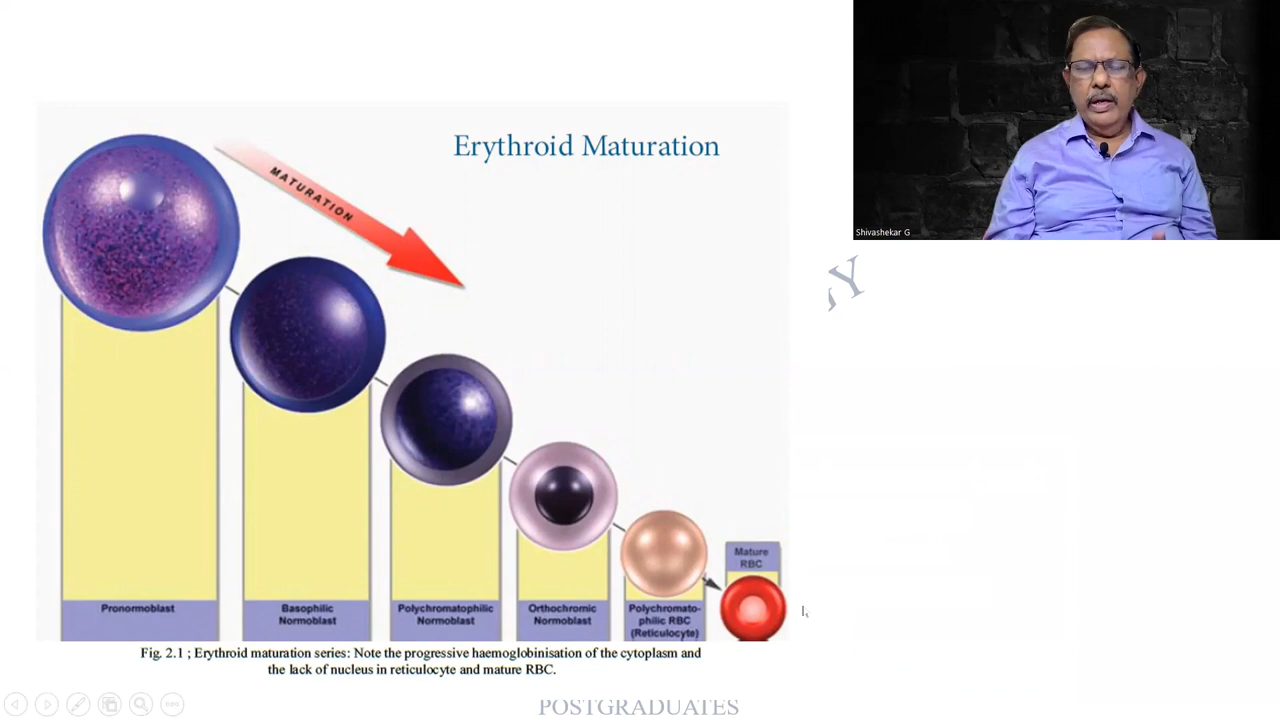 Erythroid Maturation
MATURATION
Shivashekar G
Pronormoblast
Basophilic
Normoblast
Polychromatophilic
Normoblast
Orthochromic
Normoblast
Polychromato-
philic RBC
(Reticulocyte)
Mature
RBC
Fig. 2.1 ; Erythroid maturation series: Note the progressive haemoglobinisation of the cytoplasm and
the lack of nucleus in reticulocyte and mature RBC.
POSTGRADUATES